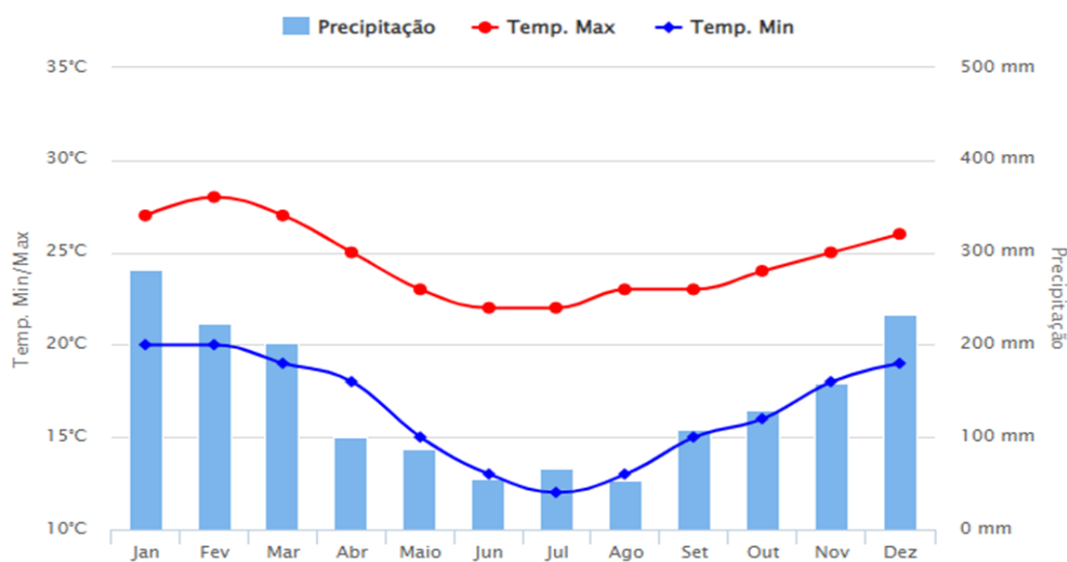 Precipitação Temp. Max Temp. Min
35°C 500 mm
30°C 400 mm
25°C 300 mm
20°C 200 mm
15°C 100 mm
10°C 0 mm
Temp. Min/Max
Precipitação
Jan Fev Mar Abr Maio Jun Jul Ago Set Out Nov Dez